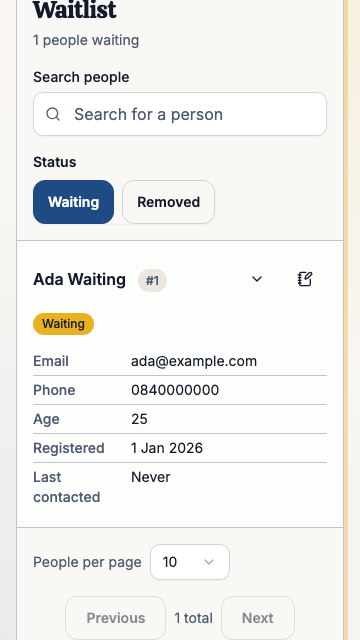 Waitlist
1 people waiting
Search people
Search for a person
Status
Waiting
Removed
Ada Waiting #1
Waiting
Email ada@example.com
Phone 0840000000
Age 25
Registered 1 Jan 2026
Last contacted Never
People per page 10
Previous 1 total Next